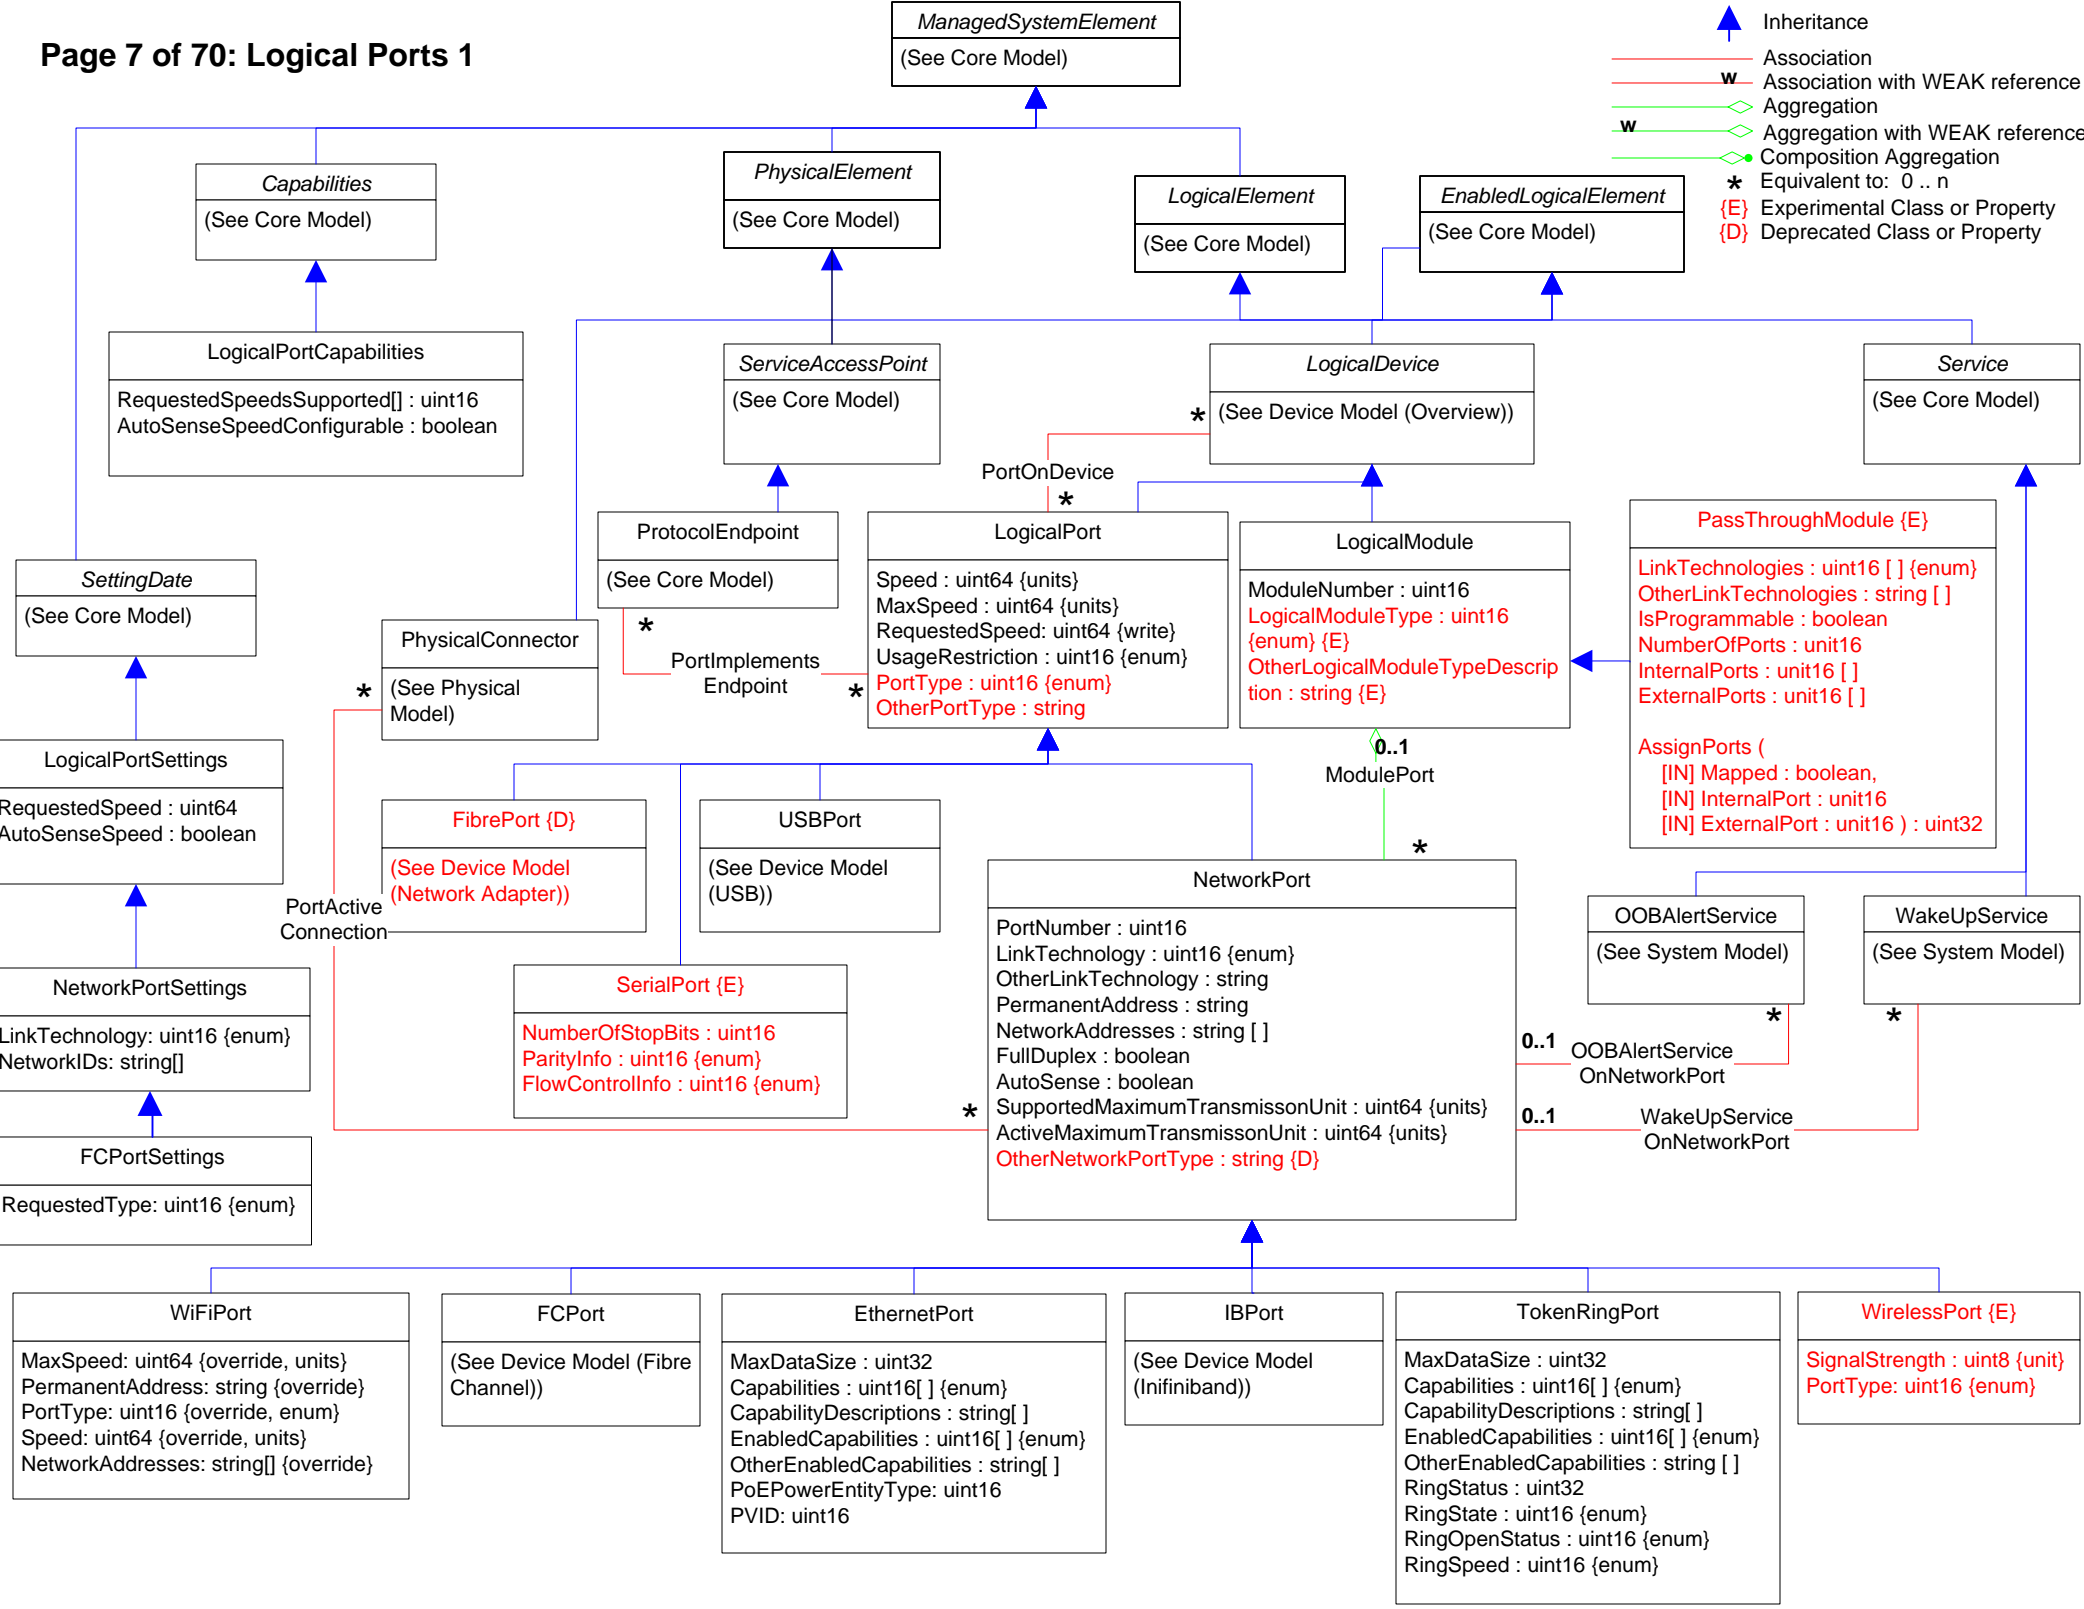 Page 7 of 70: Logical Ports 1
ManagedSystemElement
(See Core Model)
Inheritance
Association
w
Association with WEAK reference
Aggregation
w
Aggregation with WEAK reference
Composition Aggregation
* Equivalent to: 0 .. n
{E} Experimental Class or Property
{D} Deprecated Class or Property
Capabilities
(See Core Model)
PhysicalElement
(See Core Model)
LogicalElement
(See Core Model)
EnabledLogicalElement
(See Core Model)
LogicalPortCapabilities
RequestedSpeedsSupported[] : uint16
AutoSenseSpeedConfigurable : boolean
ServiceAccessPoint
(See Core Model)
LogicalDevice
(See Device Model (Overview))
Service
(See Core Model)
*
PortOnDevice
*
ProtocolEndpoint
(See Core Model)
LogicalPort
Speed : uint64 {units}
MaxSpeed : uint64 {units}
RequestedSpeed: uint64 {write}
UsageRestriction : uint16 {enum}
PortType : uint16 {enum}
OtherPortType : string
LogicalModule
ModuleNumber : uint16
LogicalModuleType : uint16
{enum} {E}
OtherLogicalModuleTypeDescrip
tion : string {E}
PassThroughModule {E}
LinkTechnologies : uint16 [ ] {enum}
OtherLinkTechnologies : string [ ]
IsProgrammable : boolean
NumberOfPorts : unit16
InternalPorts : unit16 [ ]
ExternalPorts : unit16 [ ]
AssignPorts (
[IN] Mapped : boolean,
[IN] InternalPort : unit16
[IN] ExternalPort : unit16 ) : uint32
SettingDate
(See Core Model)
*
PortImplements
Endpoint
*
PhysicalConnector
(See Physical
Model)
*
LogicalPortSettings
RequestedSpeed : uint64
AutoSenseSpeed : boolean
0..1
ModulePort
*
FibrePort {D}
(See Device Model
(Network Adapter))
USBPort
(See Device Model
(USB))
PortActive
Connection
*
SerialPort {E}
NumberOfStopBits : uint16
ParityInfo : uint16 {enum}
FlowControlInfo : uint16 {enum}
NetworkPort
PortNumber : uint16
LinkTechnology : uint16 {enum}
OtherLinkTechnology : string
PermanentAddress : string
NetworkAddresses : string [ ]
FullDuplex : boolean
AutoSense : boolean
SupportedMaximumTransmissonUnit : uint64 {units}
ActiveMaximumTransmissonUnit : uint64 {units}
OtherNetworkPortType : string {D}
OOBAlertService
(See System Model)
WakeUpService
(See System Model)
*
*
0..1
OOBAlertService
OnNetworkPort
0..1
WakeUpService
OnNetworkPort
NetworkPortSettings
LinkTechnology: uint16 {enum}
NetworkIDs: string[]
FCPortSettings
RequestedType: uint16 {enum}
WiFiPort
MaxSpeed: uint64 {override, units}
PermanentAddress: string {override}
PortType: uint16 {override, enum}
Speed: uint64 {override, units}
NetworkAddresses: string[] {override}
FCPort
(See Device Model (Fibre
Channel))
EthernetPort
MaxDataSize : uint32
Capabilities : uint16[ ] {enum}
CapabilityDescriptions : string[ ]
EnabledCapabilities : uint16[ ] {enum}
OtherEnabledCapabilities : string[ ]
PoEPowerEntityType: uint16
PVID: uint16
IBPort
(See Device Model
(Inifiniband))
TokenRingPort
MaxDataSize : uint32
Capabilities : uint16[ ] {enum}
CapabilityDescriptions : string[ ]
EnabledCapabilities : uint16[ ] {enum}
OtherEnabledCapabilities : string [ ]
RingStatus : uint32
RingState : uint16 {enum}
RingOpenStatus : uint16 {enum}
RingSpeed : uint16 {enum}
WirelessPort {E}
SignalStrength : uint8 {unit}
PortType: uint16 {enum}